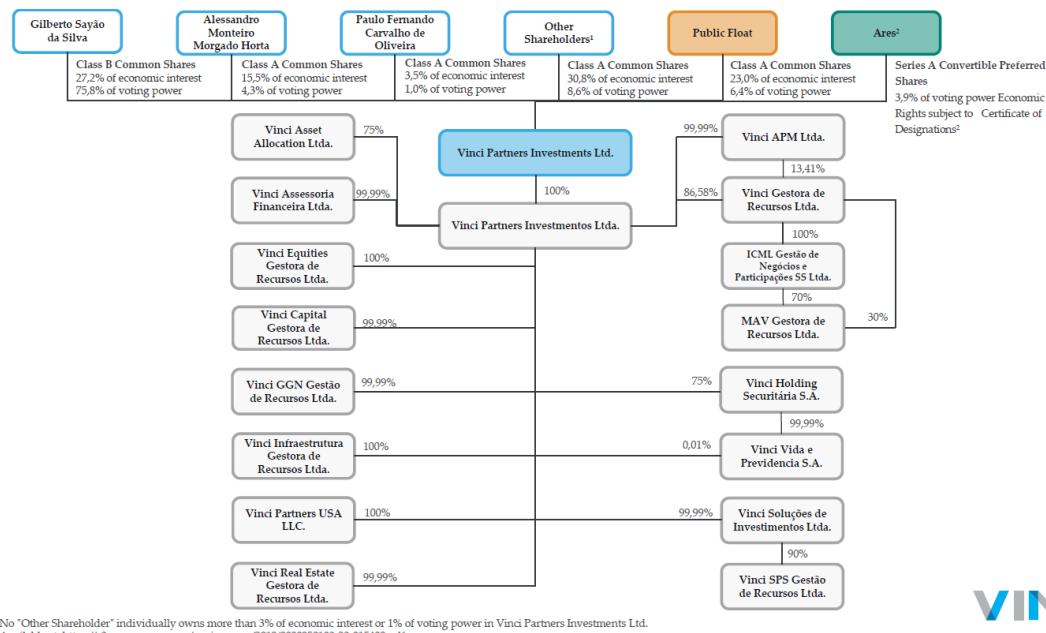 Gilberto Sayão
da Silva
Alessandro
Monteiro
Morgado Horta
Paulo Fernando
Carvalho de
Oliveira
Other
Shareholders¹
Public Float
Ares²
Class B Common Shares
27,2% of economic interest
75,8% of voting power
Class A Common Shares
15,5% of economic interest
4,3% of voting power
Class A Common Shares
3,5% of economic interest
1,0% of voting power
Class A Common Shares
30,8% of economic interest
8,6% of voting power
Class A Common Shares
23,0% of economic interest
6,4% of voting power
Series A Convertible Preferred
Shares
3,9% of voting power Economic
Rights subject to Certificate of
Designations²
Vinci Asset
Allocation Ltda.
75%
Vinci Partners Investments Ltd.
99,99%
Vinci APM Ltda.
13,41%
100%
Vinci Assessoria
Financeira Ltda.
99,99%
Vinci Partners Investimentos Ltda.
86,58%
Vinci Gestora de
Recursos Ltda.
100%
Vinci Equities
Gestora de
Recursos Ltda.
100%
ICML Gestão de
Negócios e
Participações SS Ltda.
70%
Vinci Capital
Gestora de
Recursos Ltda.
99,99%
MAV Gestora de
Recursos Ltda.
30%
Vinci GGN Gestão
de Recursos Ltda.
99,99%
75%
Vinci Holding
Securitária S.A.
99,99%
Vinci Infraestrutura
Gestora de
Recursos Ltda.
100%
0,01%
Vinci Vida e
Previdencia S.A.
Vinci Partners USA
LLC.
100%
99,99%
Vinci Soluções de
Investimentos Ltda.
90%
Vinci Real Estate
Gestora de
Recursos Ltda.
99,99%
Vinci SPS Gestão
de Recursos Ltda.
VIN
No "Other Shareholder" individually owns more than 3% of economic interest or 1% of voting power in Vinci Partners Investments Ltd.